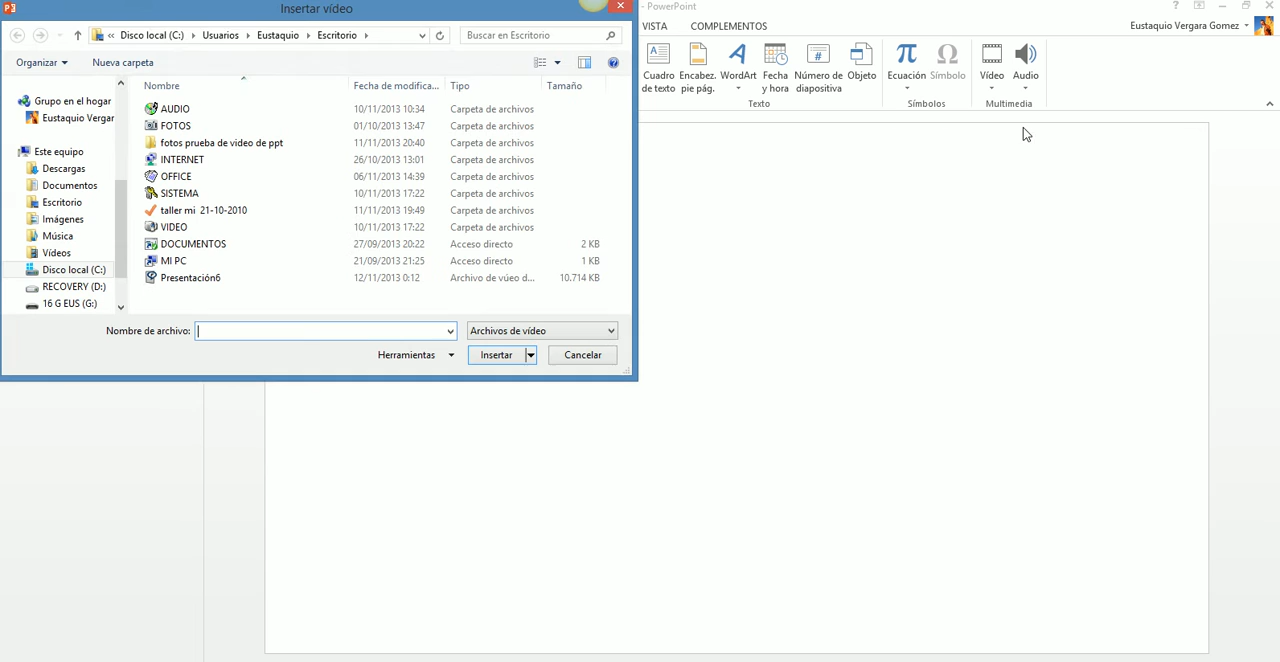 Insertar vídeo
- PowerPoint
VISTA COMPLEMENTOS
Eustaquio Vergara Gomez
« Disco local (C:) Usuarios Eustaquio Escritorio
Buscar en Escritorio
Organizar Nueva carpeta
Cuadro de texto
Encabez. pie pág.
WordArt
Fecha y hora
Número de diapositiva
Objeto
Ecuación
Símbolo
Vídeo
Audio
Texto Símbolos Multimedia
Grupo en el hogar
Eustaquio Vergar
Este equipo
Descargas
Documentos
Escritorio
Imágenes
Música
Vídeos
Disco local (C:)
RECOVERY (D:)
16 G EUS (G:)
Nombre Fecha de modifica... Tipo Tamaño
AUDIO 10/11/2013 10:34 Carpeta de archivos
FOTOS 01/10/2013 13:47 Carpeta de archivos
fotos prueba de video de ppt 11/11/2013 20:40 Carpeta de archivos
INTERNET 26/10/2013 13:01 Carpeta de archivos
OFFICE 06/11/2013 14:39 Carpeta de archivos
SISTEMA 10/11/2013 17:22 Carpeta de archivos
taller mi 21-10-2010 11/11/2013 19:49 Carpeta de archivos
VIDEO 10/11/2013 17:22 Carpeta de archivos
DOCUMENTOS 27/09/2013 20:22 Acceso directo 2 KB
MI PC 21/09/2013 21:25 Acceso directo 1 KB
Presentación6 12/11/2013 0:12 Archivo de vúeo d... 10.714 KB
Nombre de archivo: Archivos de vídeo
Herramientas Insertar Cancelar